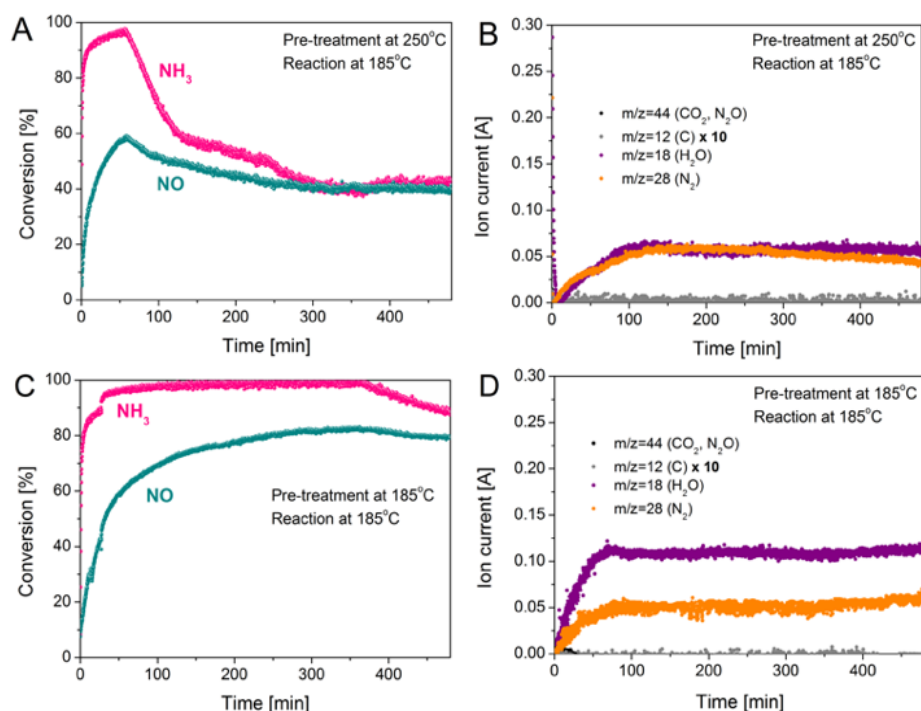 A
Pre-treatment at 250°C
Reaction at 185°C
NH3
NO
Conversion [%]
100
80
60
40
20
0
0 100 200 300 400
Time [min]
B
Pre-treatment at 250°C
Reaction at 185°C
m/z=44 (CO2, N2O)
m/z=12 (C) x 10
m/z=18 (H2O)
m/z=28 (N2)
Ion current [A]
0.30
0.25
0.20
0.15
0.10
0.05
0.00
0 100 200 300 400
Time [min]
C
NH3
NO
Pre-treatment at 185°C
Reaction at 185°C
Conversion [%]
100
80
60
40
20
0
0 100 200 300 400
Time [min]
D
Pre-treatment at 185°C
Reaction at 185°C
m/z=44 (CO2, N2O)
m/z=12 (C) x 10
m/z=18 (H2O)
m/z=28 (N2)
Ion current [A]
0.30
0.25
0.20
0.15
0.10
0.05
0.00
0 100 200 300 400
Time [min]